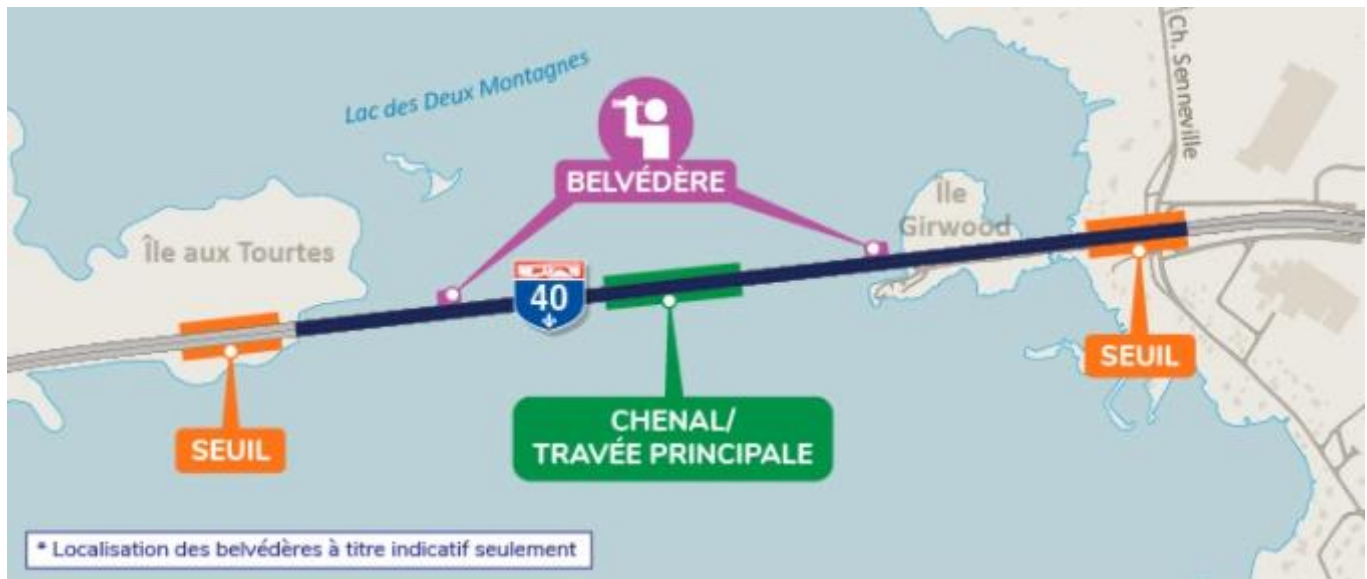 Lac des Deux Montagnes
Ch. Senneville
BELVÉDÈRE
Île
Girwood
Île aux Tourtes
40
SEUIL
CHENAL/
TRAVÉE PRINCIPALE
SEUIL
* Localisation des belvédères à titre indicatif seulement